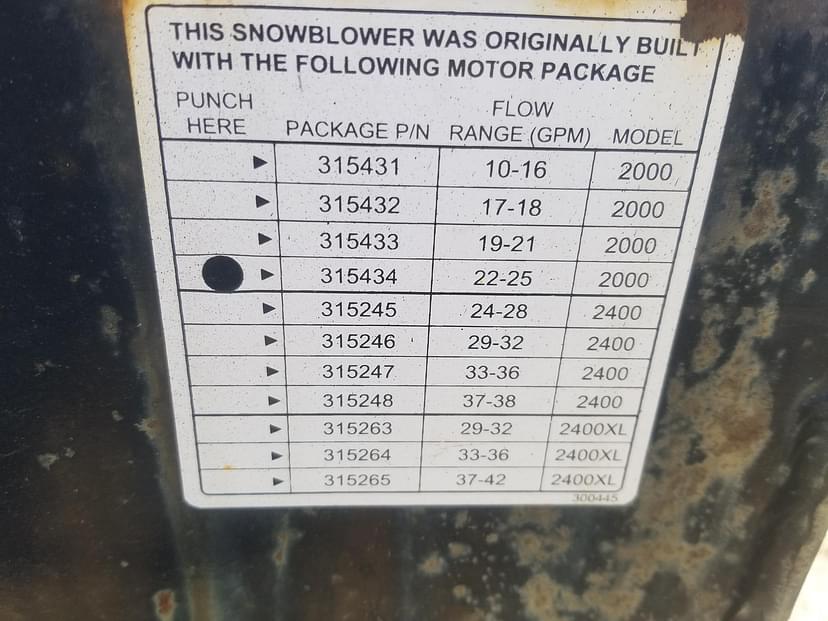 THIS SNOWBLOWER WAS ORIGINALLY BUILT
WITH THE FOLLOWING MOTOR PACKAGE
PUNCH HERE PACKAGE P/N FLOW RANGE (GPM) MODEL
315431 10-16 2000
315432 17-18 2000
315433 19-21 2000
315434 22-25 2000
315245 24-28 2400
315246 29-32 2400
315247 33-36 2400
315248 37-38 2400
315263 29-32 2400XL
315264 33-36 2400XL
315265 37-42 2400XL
300445